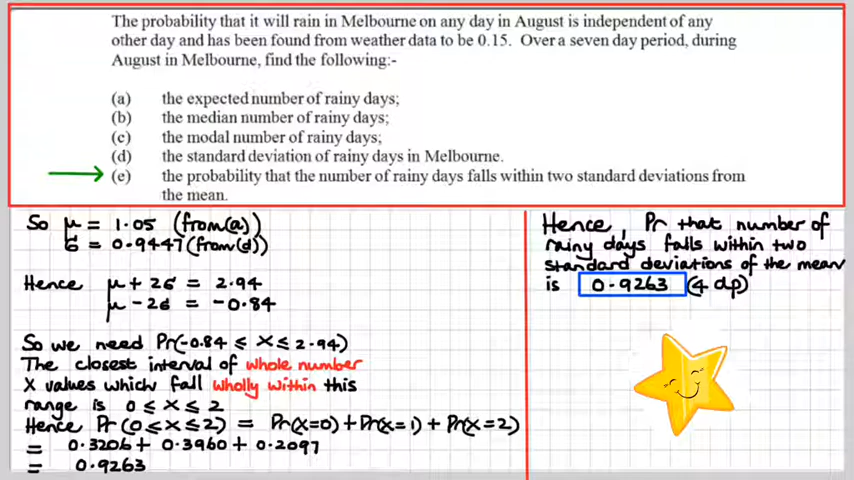 The probability that it will rain in Melbourne on any day in August is independent of any
other day and has been found from weather data to be 0.15. Over a seven day period, during
August in Melbourne, find the following:-
(a) the expected number of rainy days;
(b) the median number of rainy days;
(c) the modal number of rainy days;
(d) the standard deviation of rainy days in Melbourne.
(e) the probability that the number of rainy days falls within two standard deviations from
the mean.
So μ = 1.05 (from(a))
σ = 0.9447 (from(d))
Hence μ + 2σ = 2.94
μ - 2σ = -0.84
So we need Pr(-0.84 ≤ X ≤ 2.94)
The closest interval of whole number
X values which fall wholly within this
range is 0 ≤ X ≤ 2
Hence Pr(0 ≤ X ≤ 2) = Pr(X=0) + Pr(X=1) + Pr(X=2)
= 0.3206 + 0.3960 + 0.2097
= 0.9263
Hence, Pr that number of
rainy days falls within two
standard deviations of the mean
is 0.9263 (4 dp)